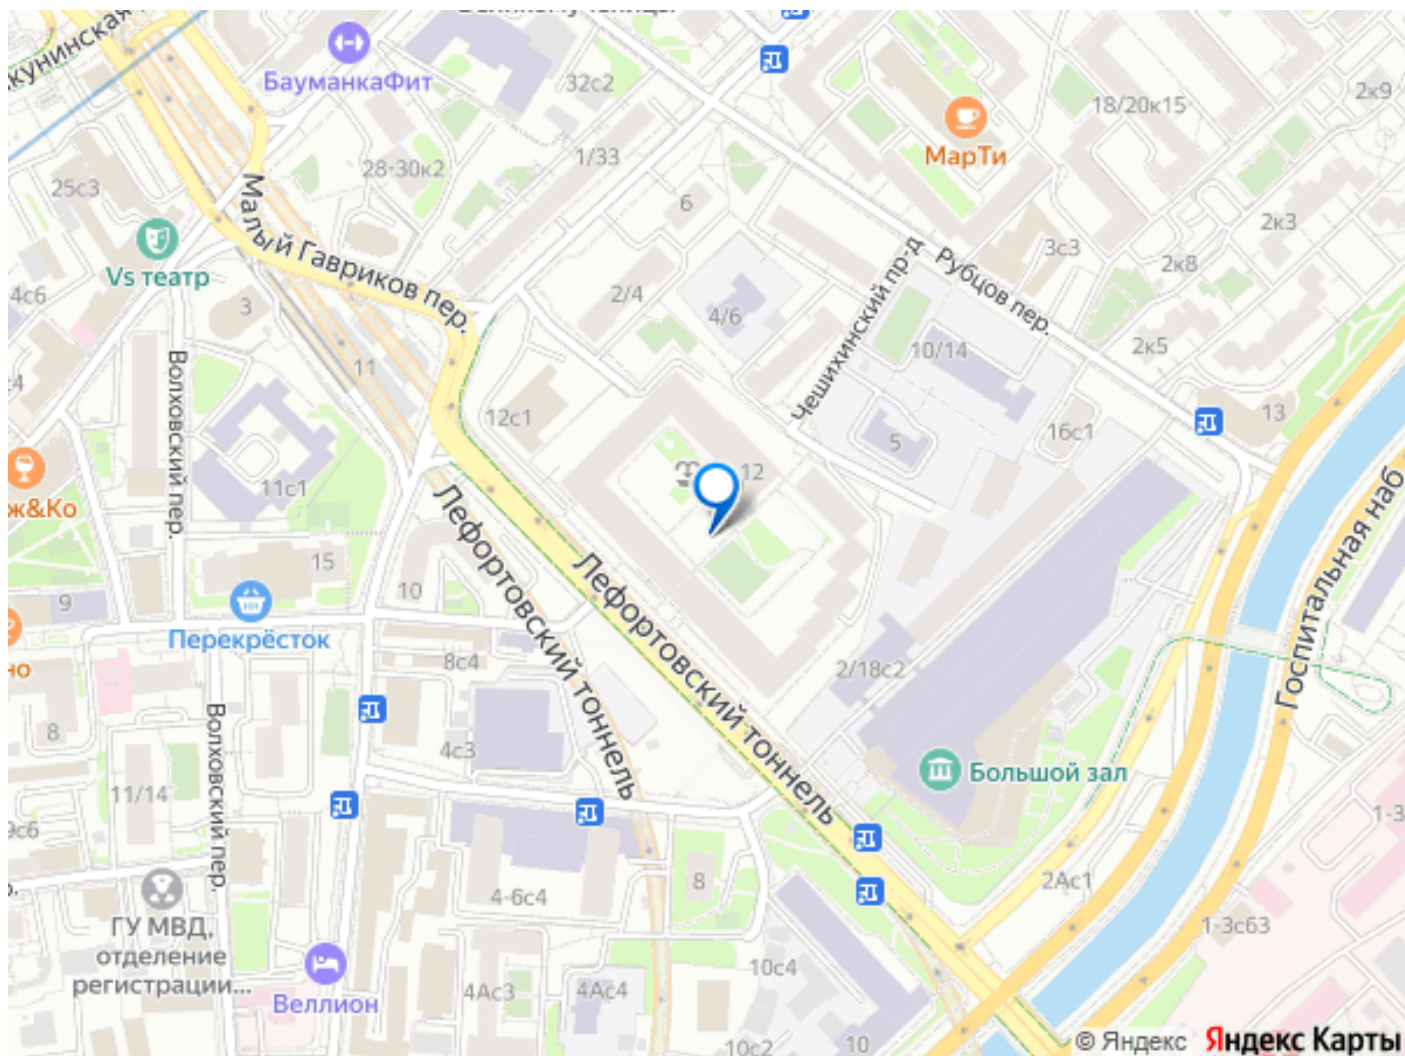 БауманкаФит
32с2
18/20к15
2к9
МарТи
1/33
28-30к2
25с3
Малый Гавриков пер.
6
2к3
3с3
2к8
Vs театр
4с6
3
2/4
4/6
Чешихинский пр-д
Рубцов пер.
2к5
10/14
11
Волховский пер.
12с1
13
16с1
5
12
11с1
ж&Ко
Лефортовский тоннель
Лефортовский тоннель
Госпитальная наб
15
10
9
Перекрёсток
8с4
2/18с2
8
Волховский пер.
4с3
Большой зал
11/14
9с6
1-3
8
2Ас1
4-6с4
1-3с63
ГУ МВД,
отделение
регистрации...
Веллион
10с4
4Ас3
4Ас4
10с2
10
© Яндекс Яндекс Карты